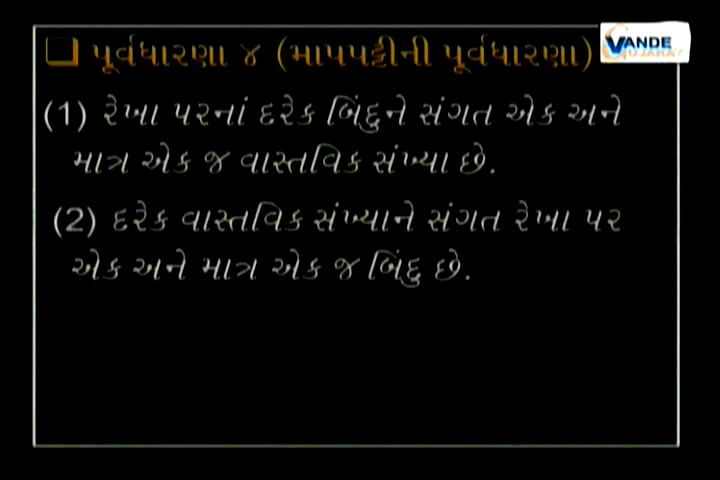 ❑ પૂર્વધારણા ૪ (માપપટ્ટીની પૂર્વધારણા)
VANDE
GUJARAT
(1) રેખા પરનાં દરેક બિંદુને સંગત એક અને
માત્ર એક જ વાસ્તવિક સંખ્યા છે.
(2) દરેક વાસ્તવિક સંખ્યાને સંગત રેખા પર
એક અને માત્ર એક જ બિંદુ છે.